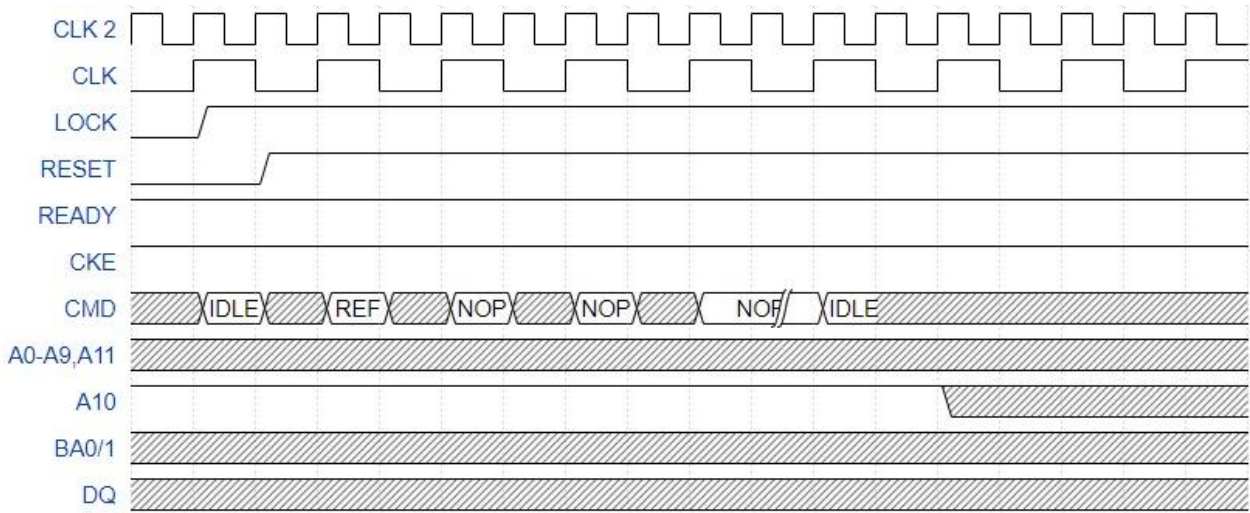 CLK 2
CLK
LOCK
RESET
READY
CKE
CMD IDLE REF NOP NOP NOP IDLE
A0-A9,A11
A10
BA0/1
DQ